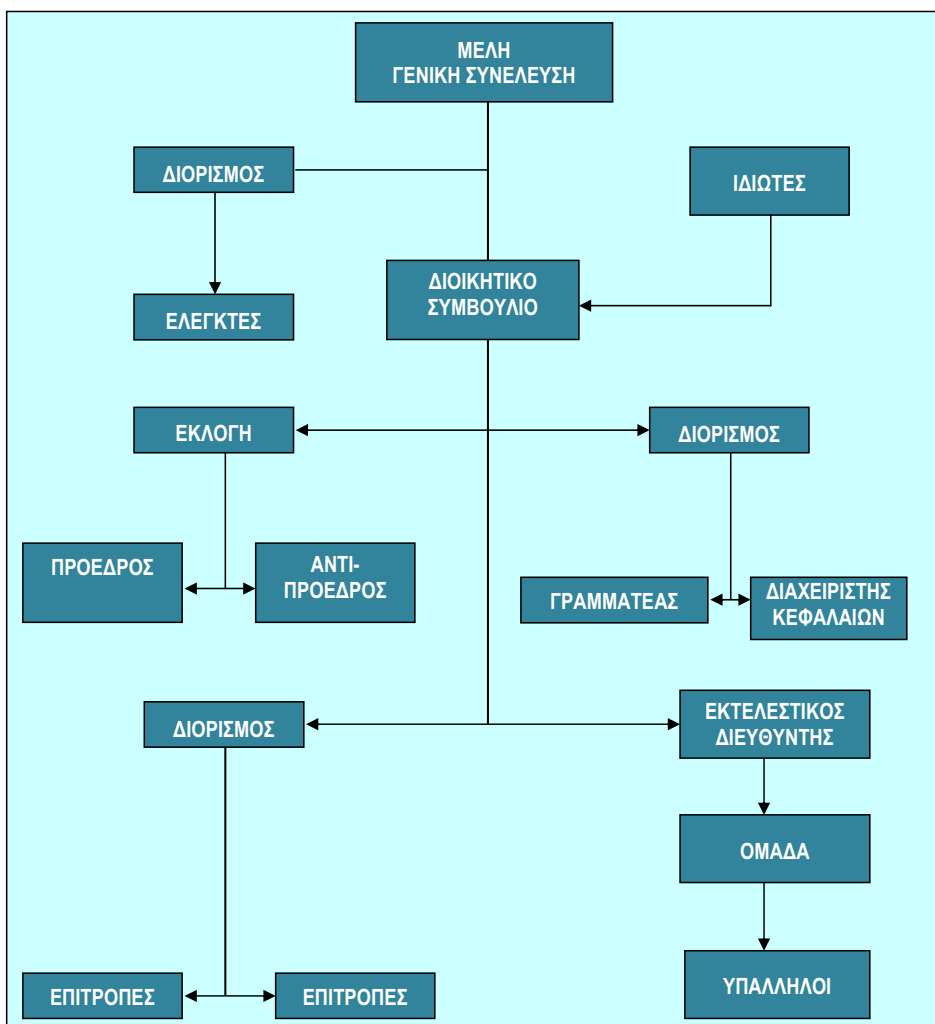 ΜΕΛΗ
ΓΕΝΙΚΗ ΣΥΝΕΛΕΥΣΗ
ΔΙΟΡΙΣΜΟΣ
ΙΔΙΩΤΕΣ
ΔΙΟΙΚΗΤΙΚΟ
ΣΥΜΒΟΥΛΙΟ
ΕΛΕΓΚΤΕΣ
ΕΚΛΟΓΗ
ΔΙΟΡΙΣΜΟΣ
ΠΡΟΕΔΡΟΣ
ΑΝΤΙ-
ΠΡΟΕΔΡΟΣ
ΓΡΑΜΜΑΤΕΑΣ
ΔΙΑΧΕΙΡΙΣΤΗΣ
ΚΕΦΑΛΑΙΩΝ
ΔΙΟΡΙΣΜΟΣ
ΕΚΤΕΛΕΣΤΙΚΟΣ
ΔΙΕΥΘΥΝΤΗΣ
ΟΜΑΔΑ
ΕΠΙΤΡΟΠΕΣ
ΕΠΙΤΡΟΠΕΣ
ΥΠΑΛΛΗΛΟΙ